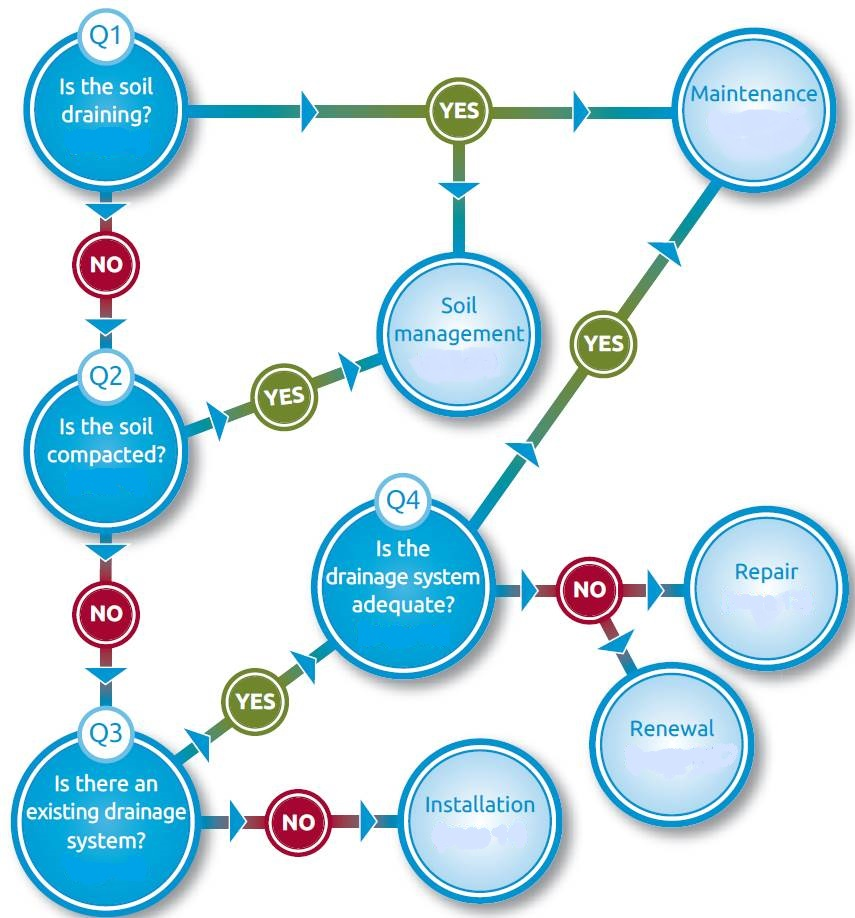 Q1
Is the soil
draining?
YES
Maintenance
NO
Soil
management
YES
Q2
Is the soil
compacted?
YES
Q4
Is the
drainage system
adequate?
NO
Repair
NO
YES
Renewal
Q3
Is there an
existing drainage
system?
NO
Installation